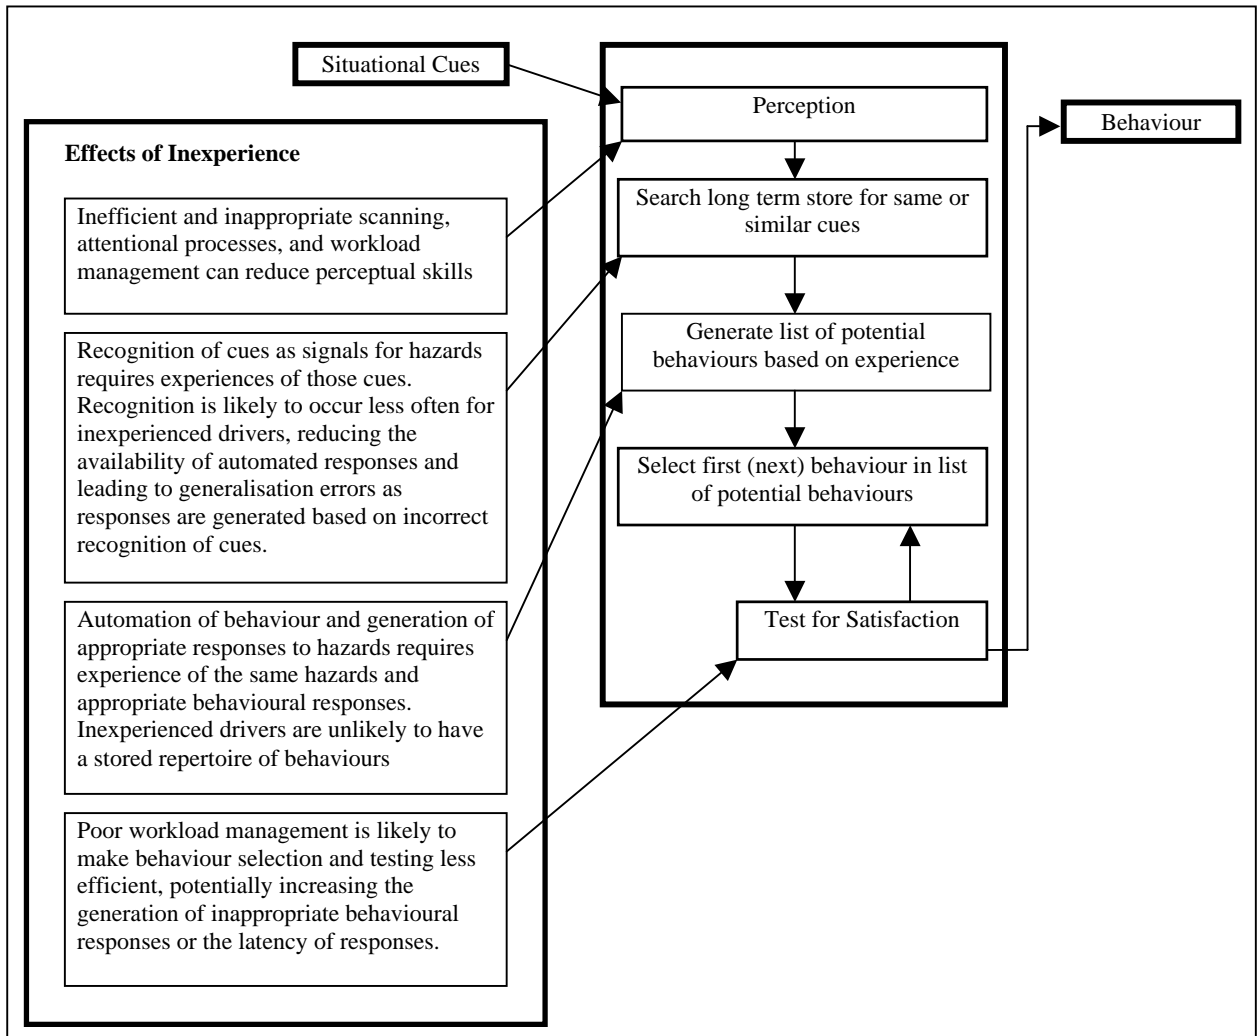 Situational Cues
Perception
Behaviour
Effects of Inexperience
Inefficient and inappropriate scanning,
attentional processes, and workload
management can reduce perceptual skills
Recognition of cues as signals for hazards
requires experiences of those cues.
Recognition is likely to occur less often for
inexperienced drivers, reducing the
availability of automated responses and
leading to generalisation errors as
responses are generated based on incorrect
recognition of cues.
Automation of behaviour and generation of
appropriate responses to hazards requires
experience of the same hazards and
appropriate behavioural responses.
Inexperienced drivers are unlikely to have
a stored repertoire of behaviours
Poor workload management is likely to
make behaviour selection and testing less
efficient, potentially increasing the
generation of inappropriate behavioural
responses or the latency of responses.
Search long term store for same or
similar cues
Generate list of potential
behaviours based on experience
Select first (next) behaviour in list
of potential behaviours
Test for Satisfaction